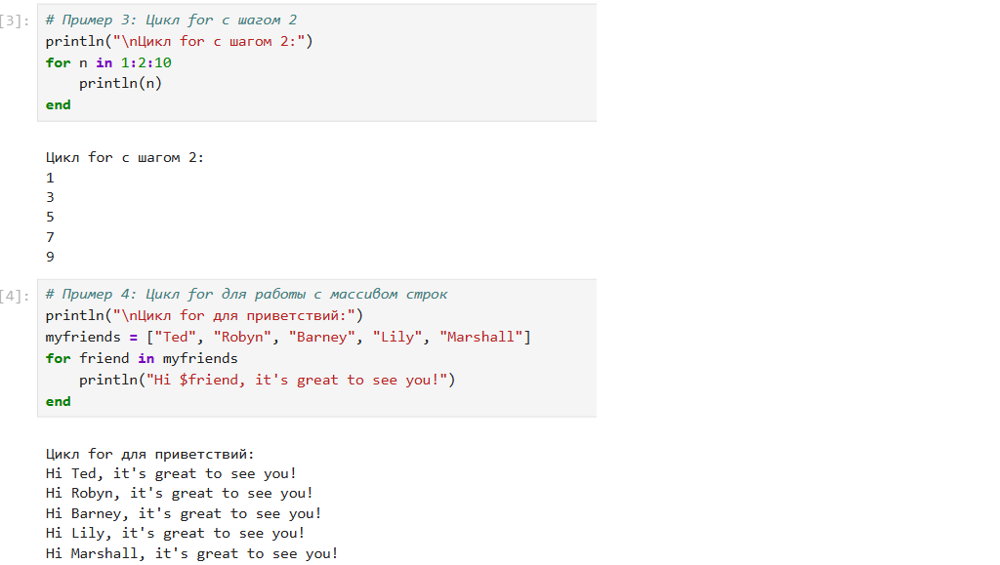 [3]:
# Пример 3: Цикл for с шагом 2
println("\nЦикл for с шагом 2:")
for n in 1:2:10
    println(n)
end
Цикл for с шагом 2:
1
3
5
7
9
[4]:
# Пример 4: Цикл for для работы с массивом строк
println("\nЦикл for для приветствий:")
myfriends = ["Ted", "Robyn", "Barney", "Lily", "Marshall"]
for friend in myfriends
    println("Hi $friend, it's great to see you!")
end
Цикл for для приветствий:
Hi Ted, it's great to see you!
Hi Robyn, it's great to see you!
Hi Barney, it's great to see you!
Hi Lily, it's great to see you!
Hi Marshall, it's great to see you!